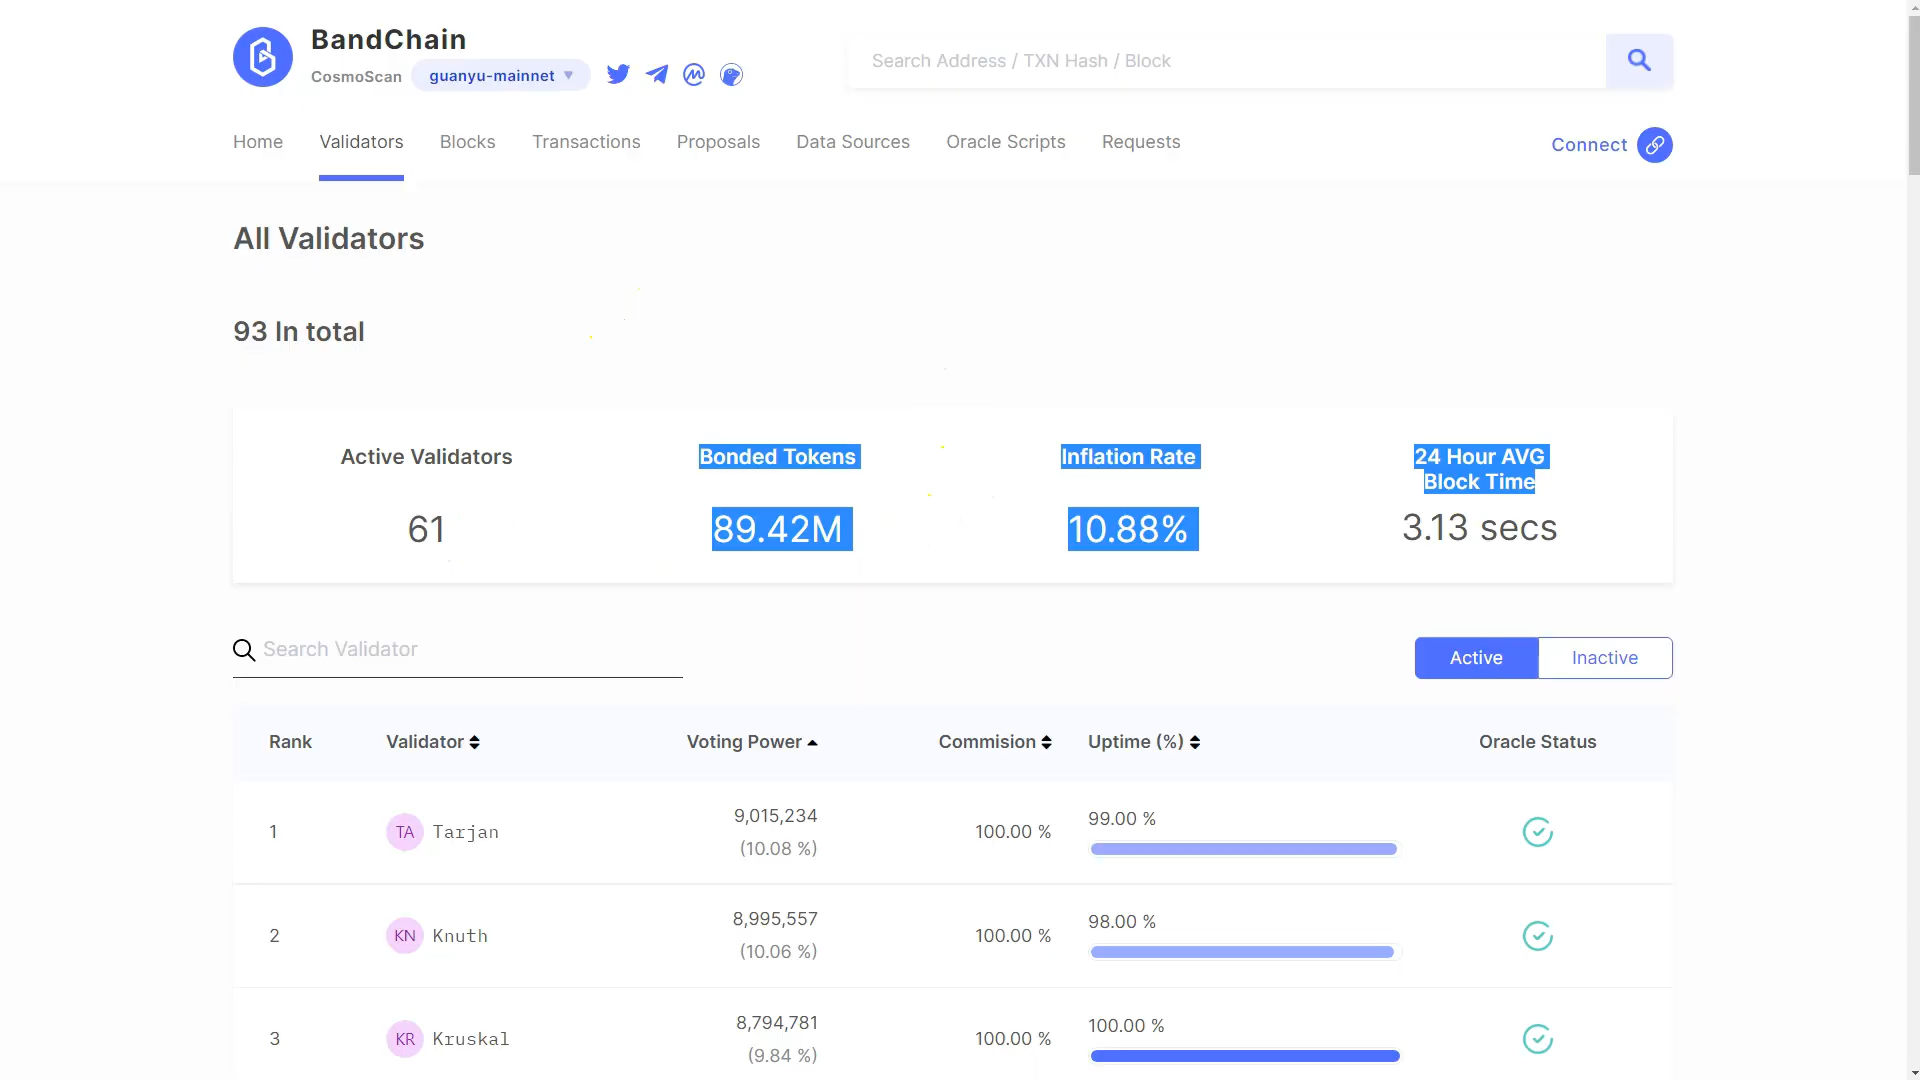 BandChain
CosmoScan guanyu-mainnet
Search Address / TXN Hash / Block
Home Validators Blocks Transactions Proposals Data Sources Oracle Scripts Requests
Connect
All Validators
93 In total
Active Validators Bonded Tokens Inflation Rate 24 Hour AVG
Block Time
61 89.42M 10.88% 3.13 secs
Search Validator
Active Inactive
Rank Validator Voting Power Commision Uptime (%) Oracle Status
1 TA Tarjan 9,015,234 100.00 % 99.00 %
(10.08 %)
2 KN Knuth 8,995,557 100.00 % 98.00 %
(10.06 %)
3 KR Kruskal 8,794,781 100.00 % 100.00 %
(9.84 %)